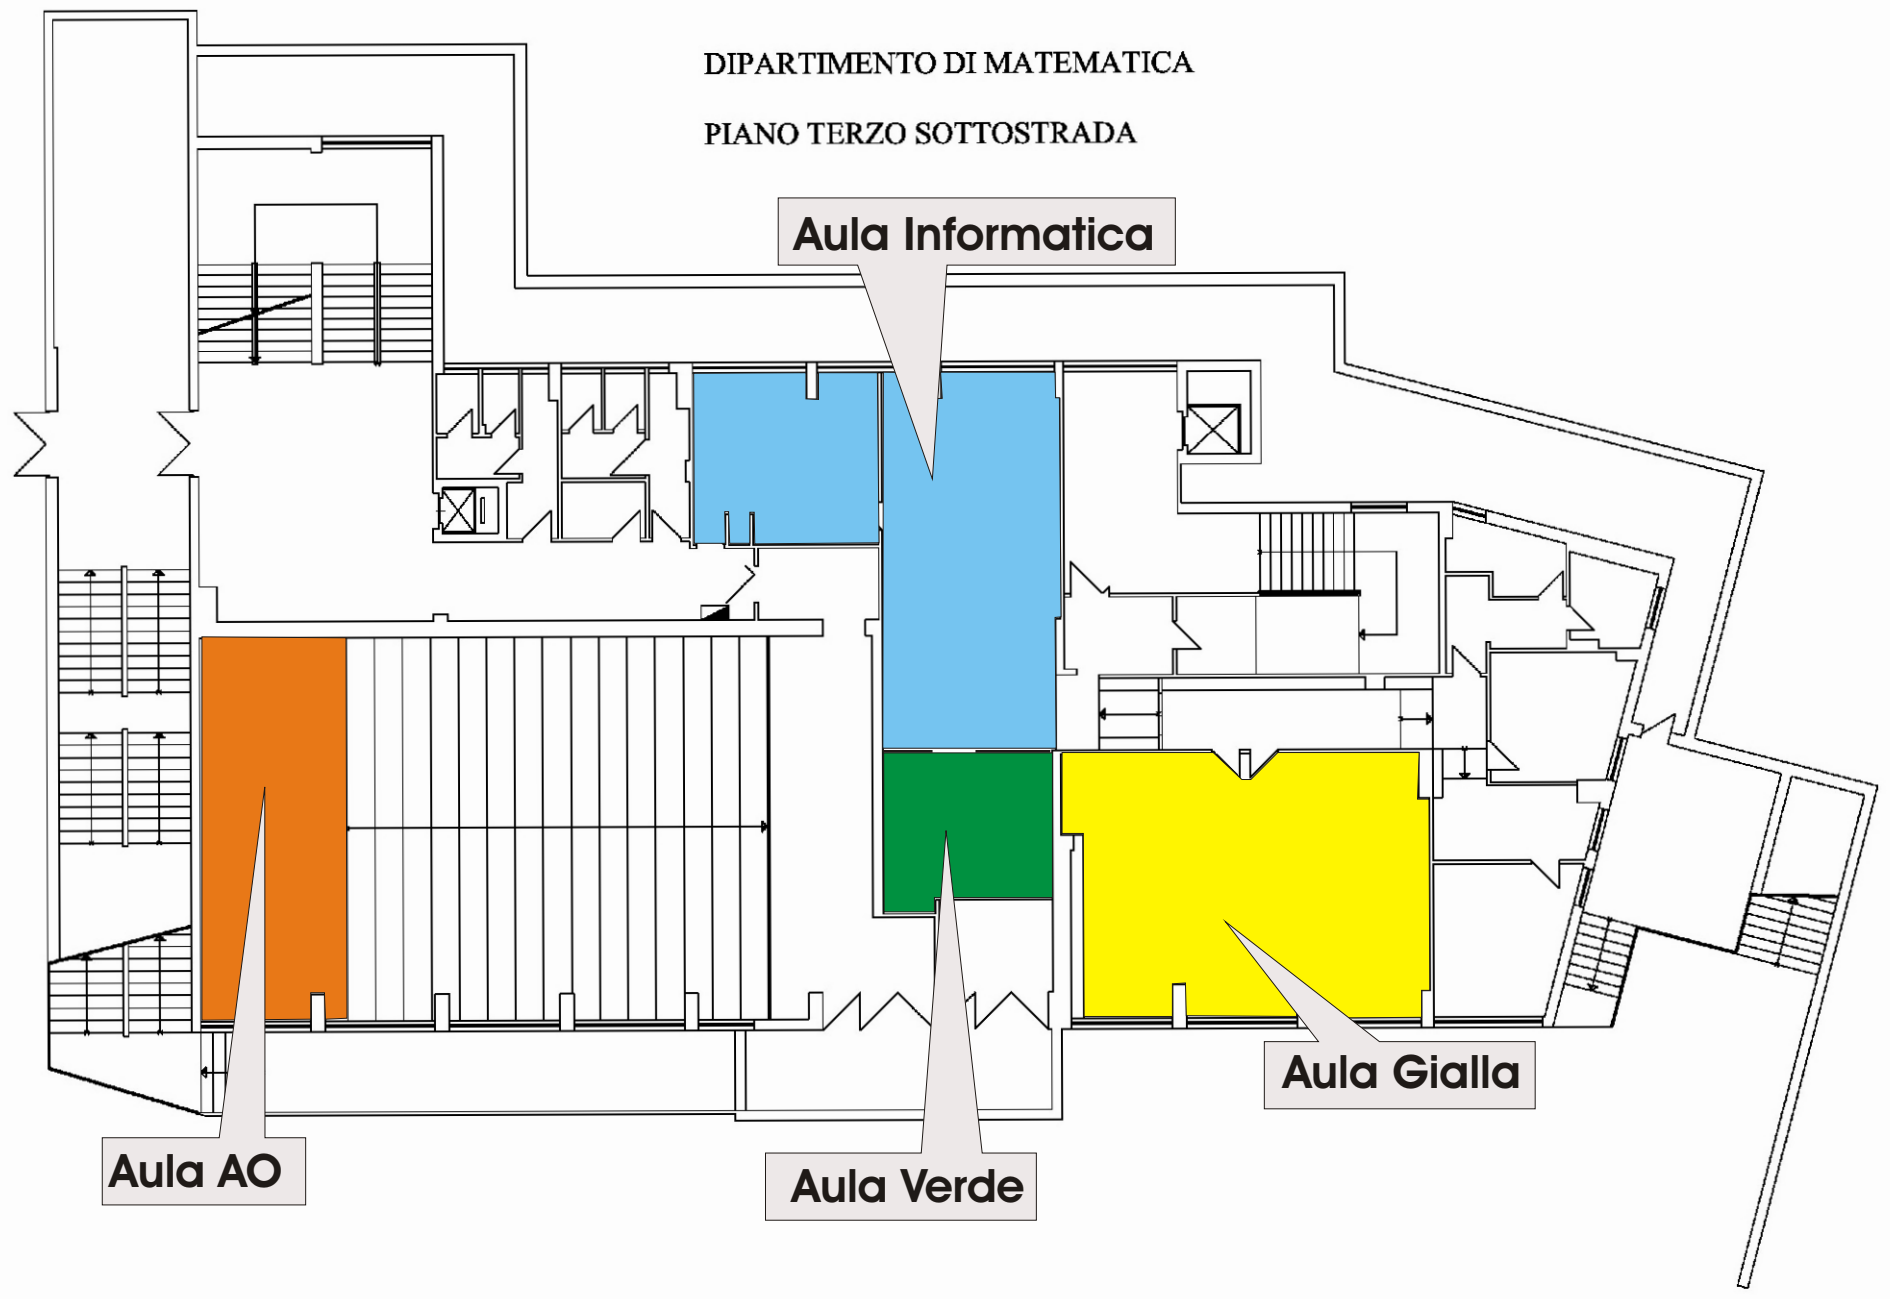 DIPARTIMENTO DI MATEMATICA
PIANO TERZO SOTTOSTRADA
Aula Informatica
Aula Gialla
Aula AO
Aula Verde